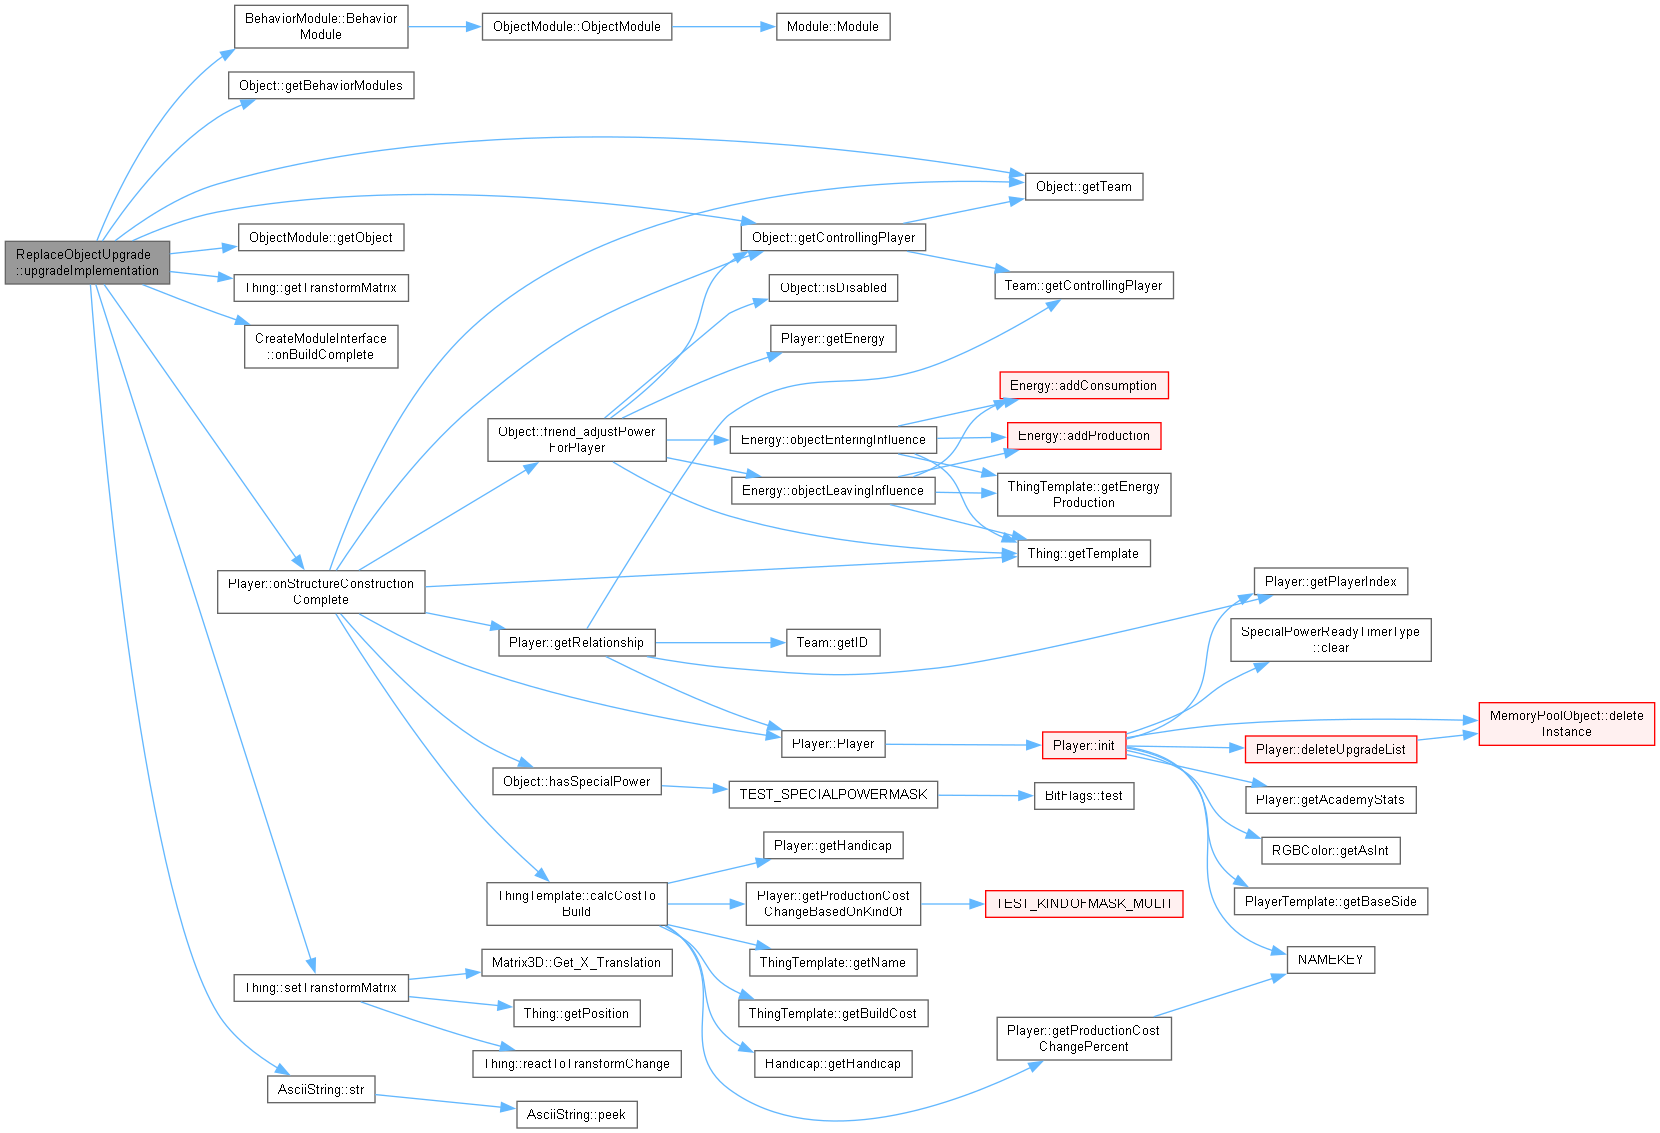 BehaviorModule::Behavior
Module
ObjectModule::ObjectModule
Module::Module
Object::getBehaviorModules
Object::getTeam
ReplaceObjectUpgrade
::upgradeImplementation
ObjectModule::getObject
Object::getControllingPlayer
Thing::getTransformMatrix
Object::isDisabled
Team::getControllingPlayer
CreateModuleInterface
::onBuildComplete
Player::getEnergy
Energy::addConsumption
Object::friend_adjustPower
ForPlayer
Energy::objectEnteringInfluence
Energy::addProduction
Energy::objectLeavingInfluence
ThingTemplate::getEnergy
Production
Thing::getTemplate
Player::onStructureConstruction
Complete
Player::getPlayerIndex
Player::getRelationship
Team::getID
SpecialPowerReadyTimerType
::clear
Player::Player
Player::init
Player::deleteUpgradeList
MemoryPoolObject::delete
Instance
Object::hasSpecialPower
TEST_SPECIALPOWERMASK
BitFlags::test
Player::getAcademyStats
Player::getHandicap
RGBColor::getAsInt
ThingTemplate::calcCostTo
Build
Player::getProductionCost
ChangeBasedOnKindOf
TEST_KINDOFMASK_MULTI
PlayerTemplate::getBaseSide
ThingTemplate::getName
NAMEKEY
Thing::setTransformMatrix
Matrix3D::Get_X_Translation
Thing::getPosition
ThingTemplate::getBuildCost
Player::getProductionCost
ChangePercent
Thing::reactToTransformChange
Handicap::getHandicap
AsciiString::str
AsciiString::peek